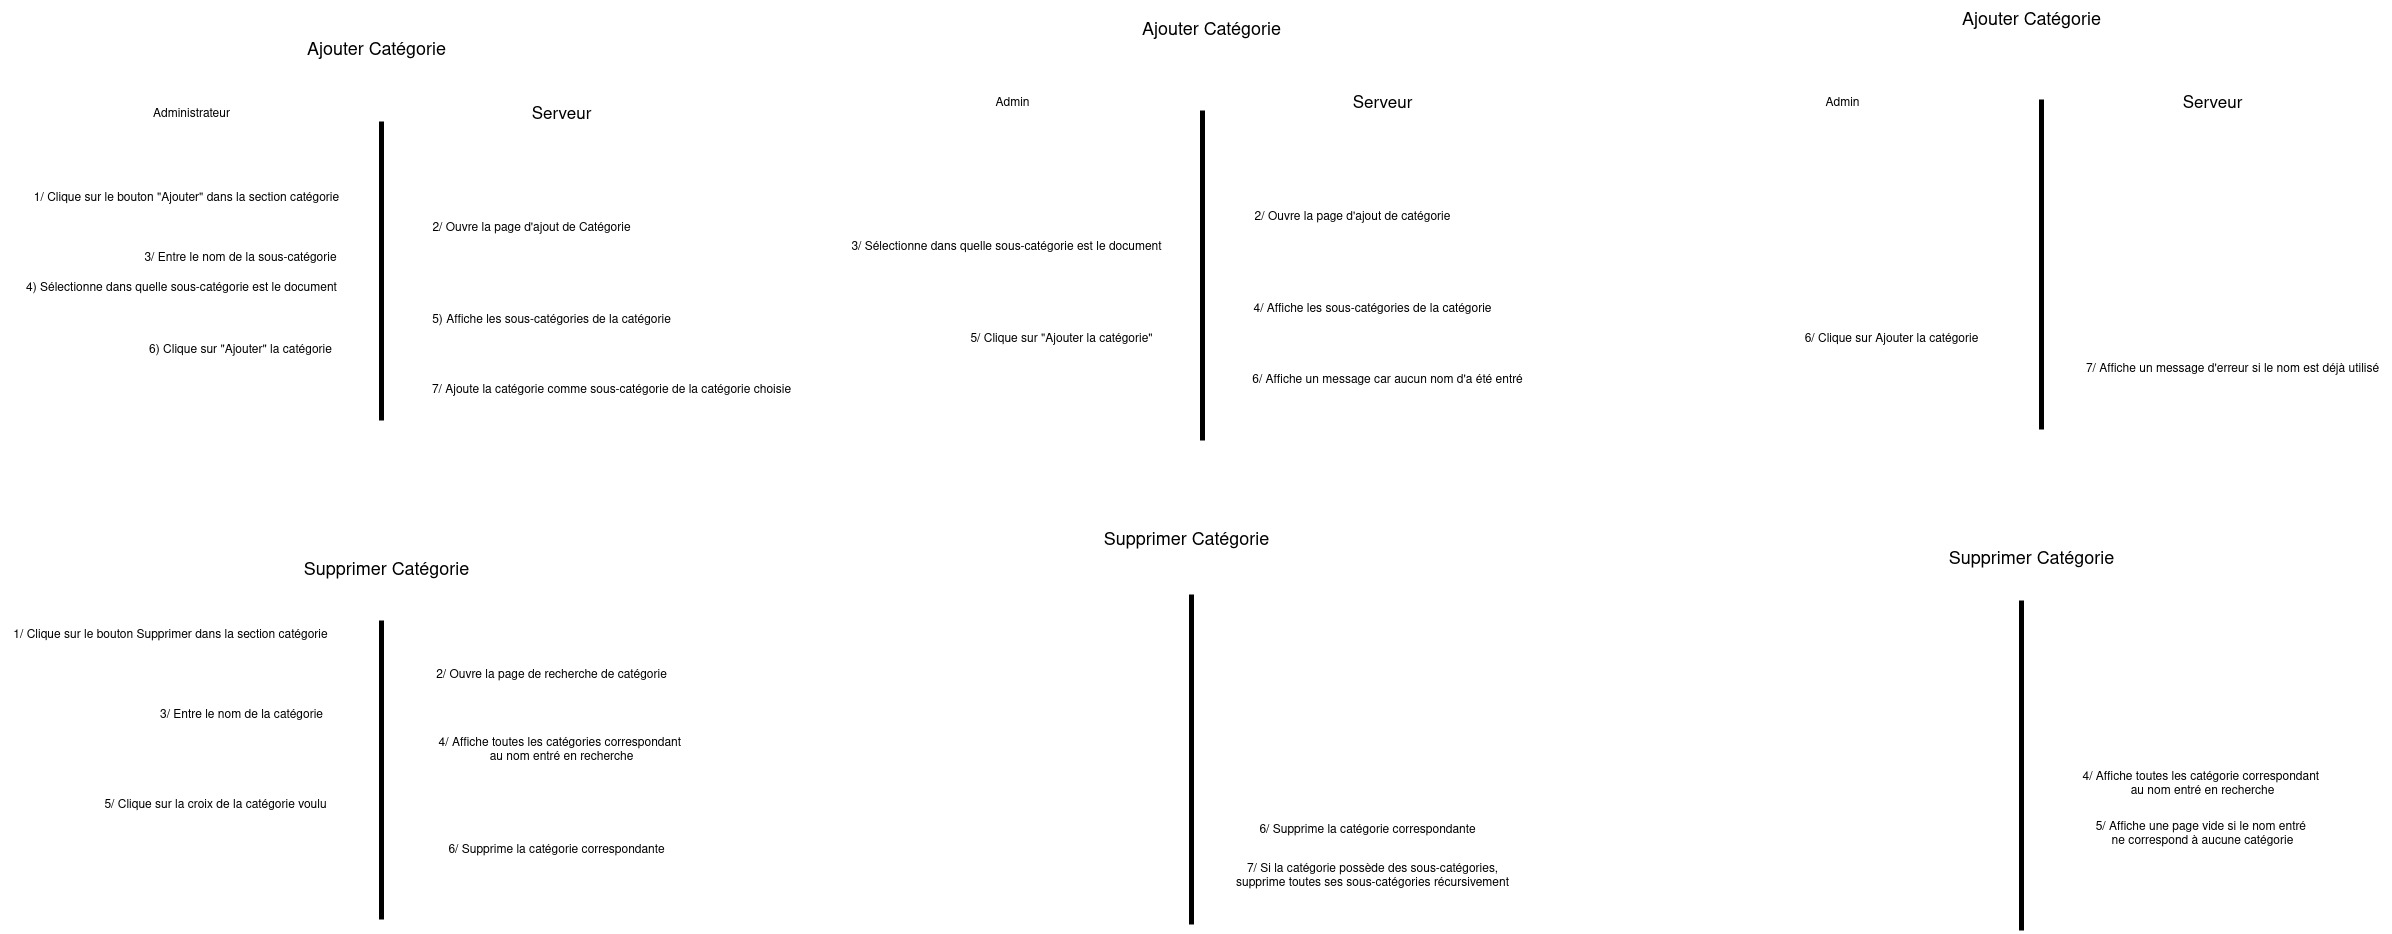 Ajouter Catégorie
Administrateur
Serveur
1/ Clique sur le bouton "Ajouter" dans la section catégorie
2/ Ouvre la page d'ajout de Catégorie
3/ Entre le nom de la sous-catégorie
4) Sélectionne dans quelle sous-catégorie est le document
5) Affiche les sous-catégories de la catégorie
6) Clique sur "Ajouter" la catégorie
7/ Ajoute la catégorie comme sous-catégorie de la catégorie choisie
Ajouter Catégorie
Admin
Serveur
2/ Ouvre la page d'ajout de catégorie
3/ Sélectionne dans quelle sous-catégorie est le document
4/ Affiche les sous-catégories de la catégorie
5/ Clique sur "Ajouter la catégorie"
6/ Affiche un message car aucun nom d'a été entré
Ajouter Catégorie
Admin
Serveur
6/ Clique sur Ajouter la catégorie
7/ Affiche un message d'erreur si le nom est déjà utilisé
Supprimer Catégorie
1/ Clique sur le bouton Supprimer dans la section catégorie
2/ Ouvre la page de recherche de catégorie
3/ Entre le nom de la catégorie
4/ Affiche toutes les catégories correspondant
au nom entré en recherche
5/ Clique sur la croix de la catégorie voulu
6/ Supprime la catégorie correspondante
Supprimer Catégorie
6/ Supprime la catégorie correspondante
7/ Si la catégorie possède des sous-catégories,
supprime toutes ses sous-catégories récursivement
Supprimer Catégorie
4/ Affiche toutes les catégorie correspondant
au nom entré en recherche
5/ Affiche une page vide si le nom entré
ne correspond à aucune catégorie